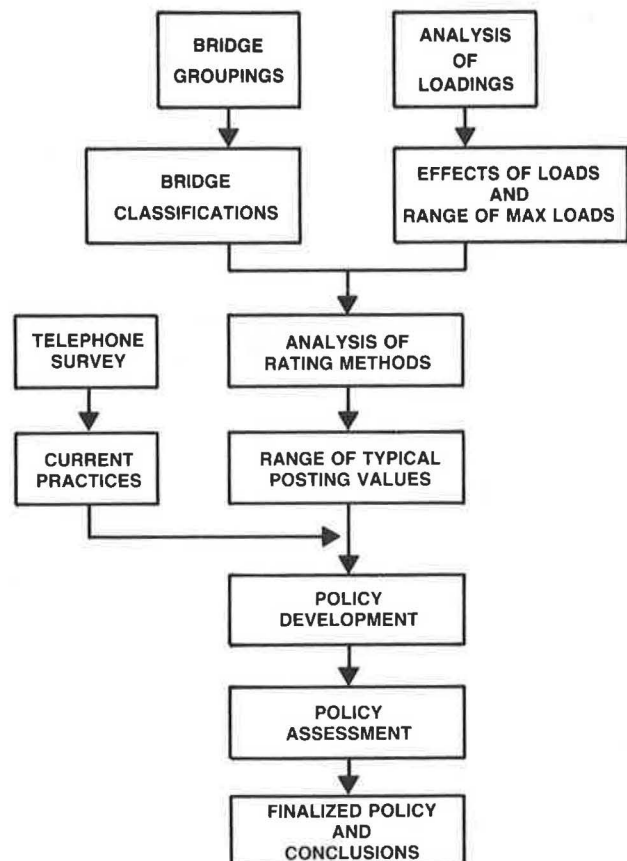 BRIDGE
GROUPINGS
ANALYSIS
OF
LOADINGS
BRIDGE
CLASSIFICATIONS
EFFECTS OF LOADS
AND
RANGE OF MAX LOADS
TELEPHONE
SURVEY
ANALYSIS OF
RATING METHODS
CURRENT
PRACTICES
RANGE OF TYPICAL
POSTING VALUES
POLICY
DEVELOPMENT
POLICY
ASSESSMENT
FINALIZED POLICY
AND
CONCLUSIONS